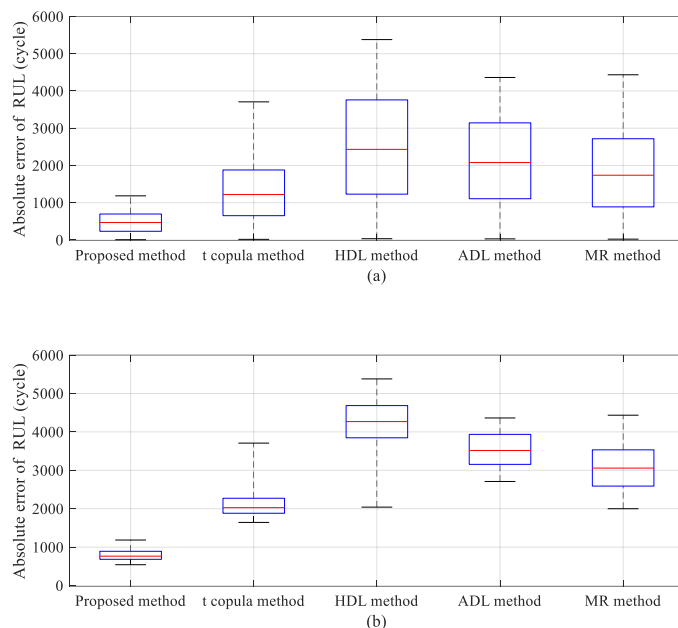 6000
5000
4000
3000
2000
1000
0
Absolute error of RUL (cycle)
Proposed method t copula method HDL method ADL method MR method
(a)
6000
5000
4000
3000
2000
1000
0
Absolute error of RUL (cycle)
Proposed method t copula method HDL method ADL method MR method
(b)